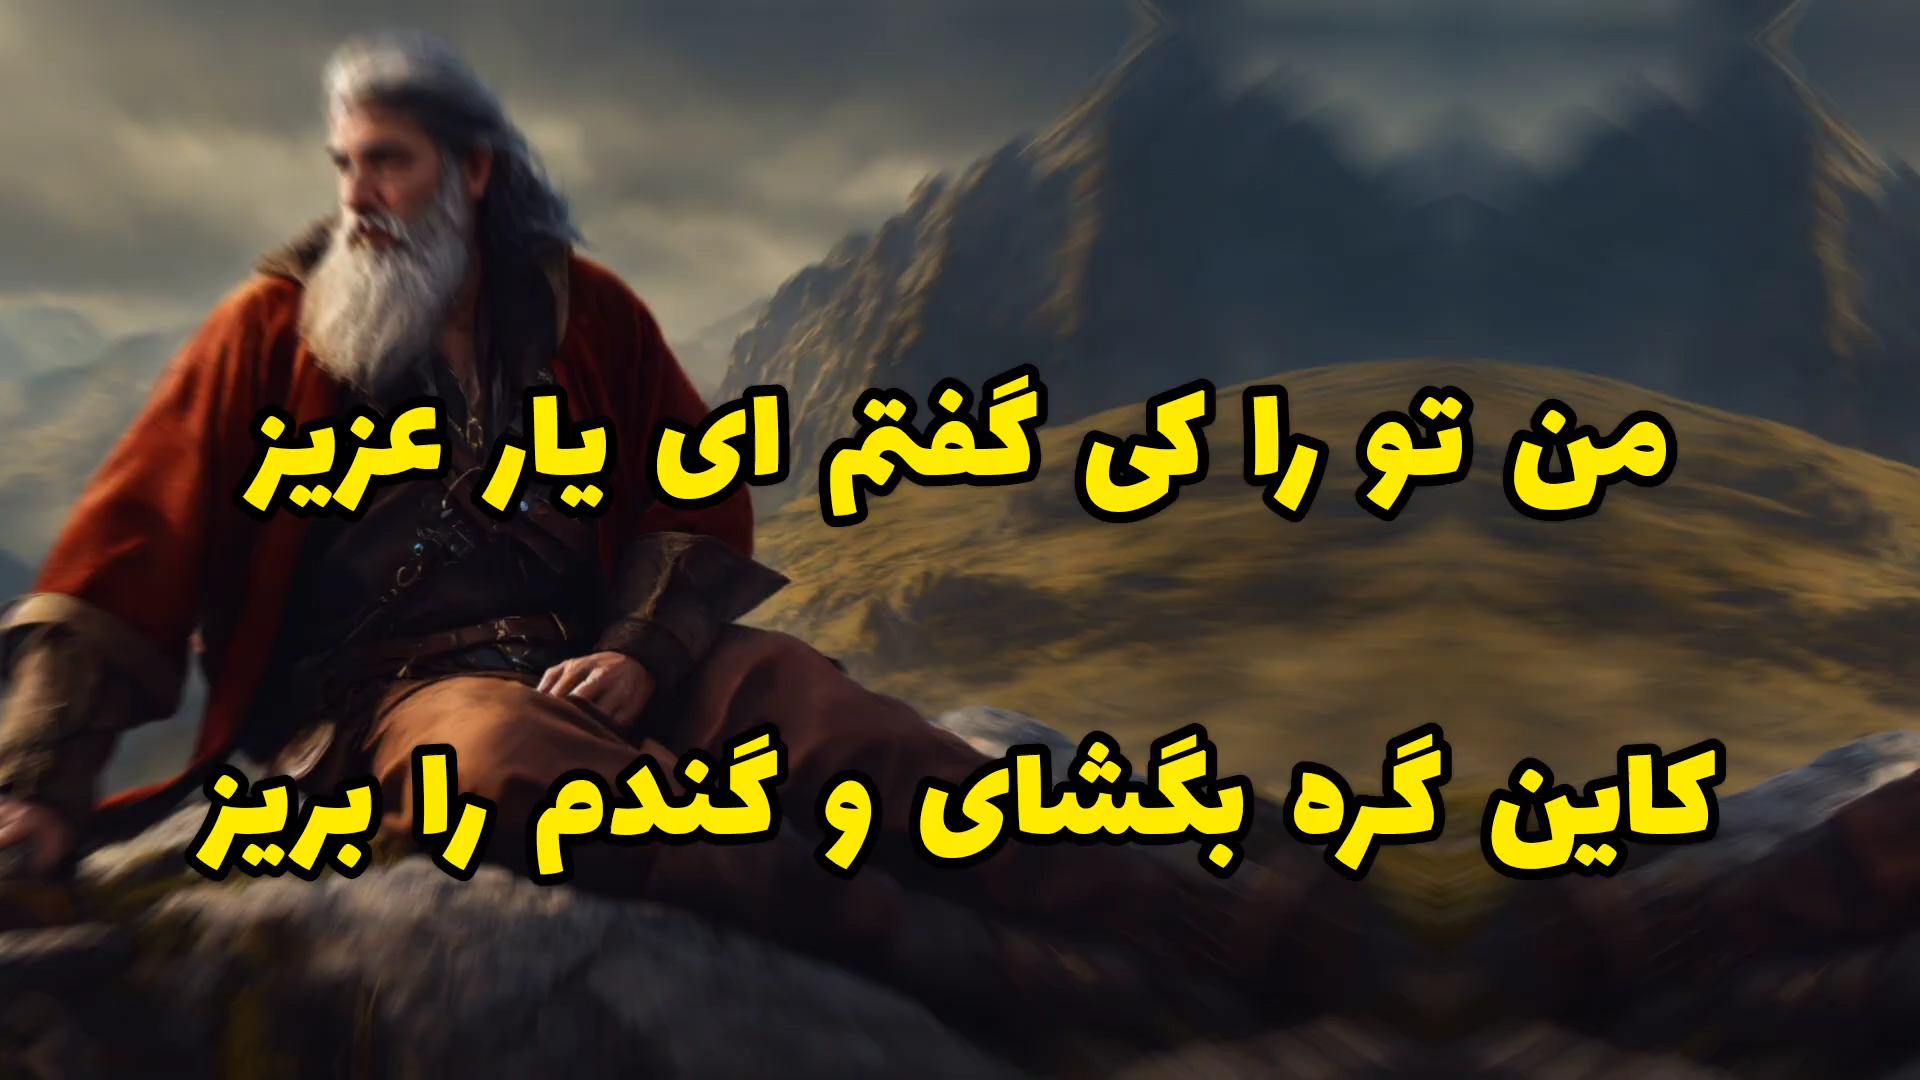 من تو را کی گفتم ای یار عزیز
کاین گره بگشای و گندم را بریز